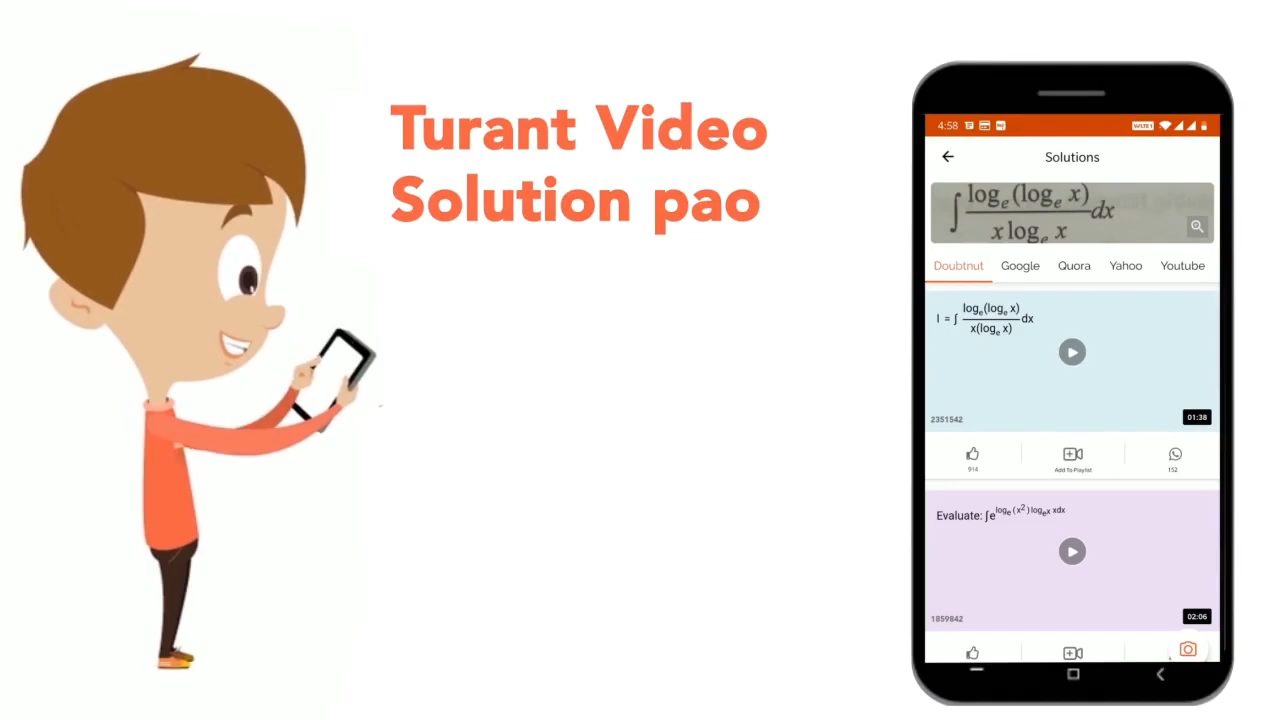 Turant Video
Solution pao
4:58
VoLTE1
Solutions
∫ logₑ(logₑ x) / x logₑ x dx
Doubtnut Google Quora Yahoo Youtube
I = ∫ logₑ(logₑ x) / x(logₑ x) dx
2351542 01:38
914 Add To Playlist 152
Evaluate: ∫e^logₑ(x²)logₑx xdx
1859842 02:06